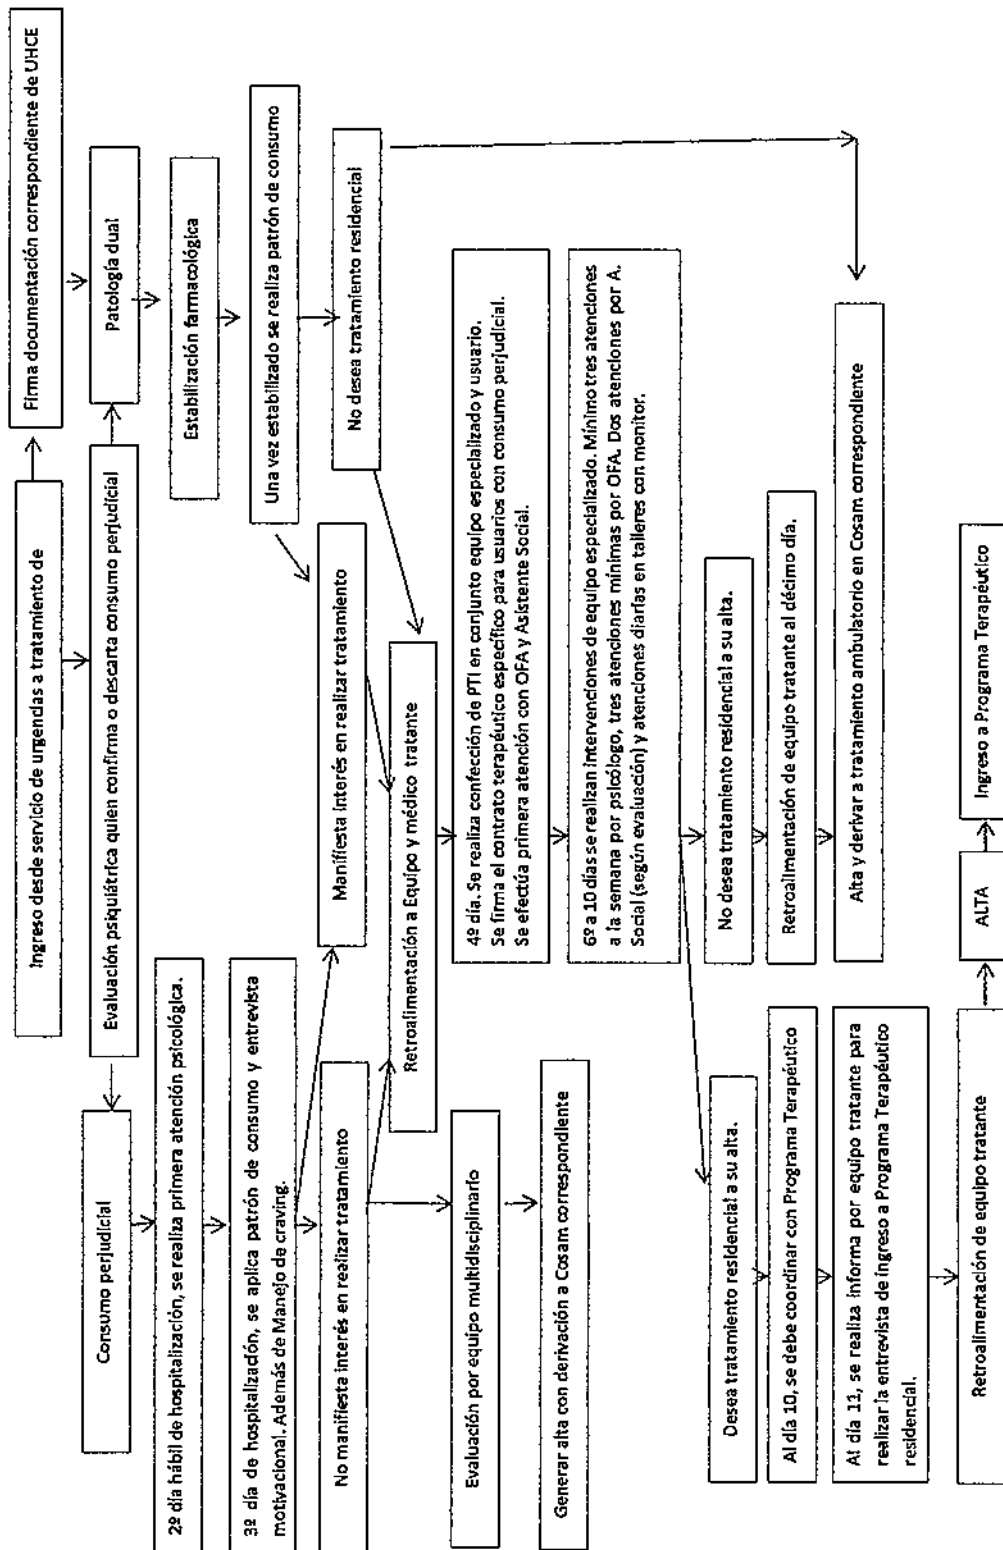 Ingreso desde servicio de urgencias a tratamiento de
Firma documentación correspondiente de UHCE
Evaluación psiquiátrica quien confirma o descarta consumo perjudicial
Patología dual
Consumo perjudicial
Estabilización farmacológica
2º día hábil de hospitalización, se realiza primera atención psicológica.
Una vez estabilizado se realiza patrón de consumo
3º día de hospitalización, se aplica patrón de consumo y entrevista
motivacional. Además de Manejo de craving.
No manifiesta interés en realizar tratamiento
Manifiesta interés en realizar tratamiento
No desea tratamiento residencial
Retroalimentación a Equipo y médico tratante
Evaluación por equipo multidisciplinario
4º día. Se realiza confección de PTI en conjunto equipo especializado y usuario.
Se firma el contrato terapéutico específico para usuarios con consumo perjudicial.
Se efectúa primera atención con OFA y Asistente Social.
Generar alta con derivación a Cosam correspondiente
6º a 10 días se realizan intervenciones de equipo especializado. Mínimo tres atenciones
a la semana por psicólogo, tres atenciones mínimas por OFA. Dos atenciones por A.
Social (según evaluación) y atenciones diarias en talleres con monitor.
Desea tratamiento residencial a su alta.
No desea tratamiento residencial a su alta.
Al día 10, se debe coordinar con Programa Terapéutico
Retroalimentación de equipo tratante al décimo día.
Al día 11, se realiza informa por equipo tratante para
realizar la entrevista de ingreso a Programa Terapéutico
residencial.
Alta y derivar a tratamiento ambulatorio en Cosam correspondiente
Retroalimentación de equipo tratante
ALTA
Ingreso a Programa Terapéutico